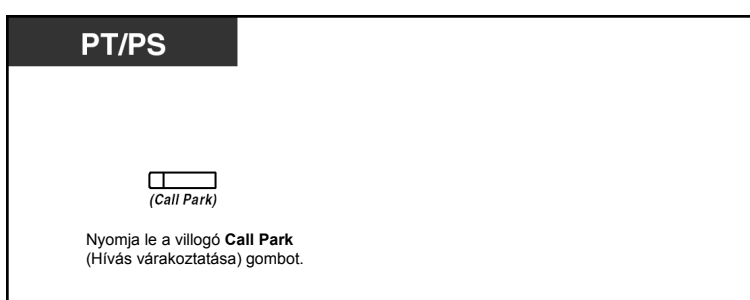 PT/PS
(Call Park)
Nyomja le a villogó Call Park
(Hívás várakoztatása) gombot.